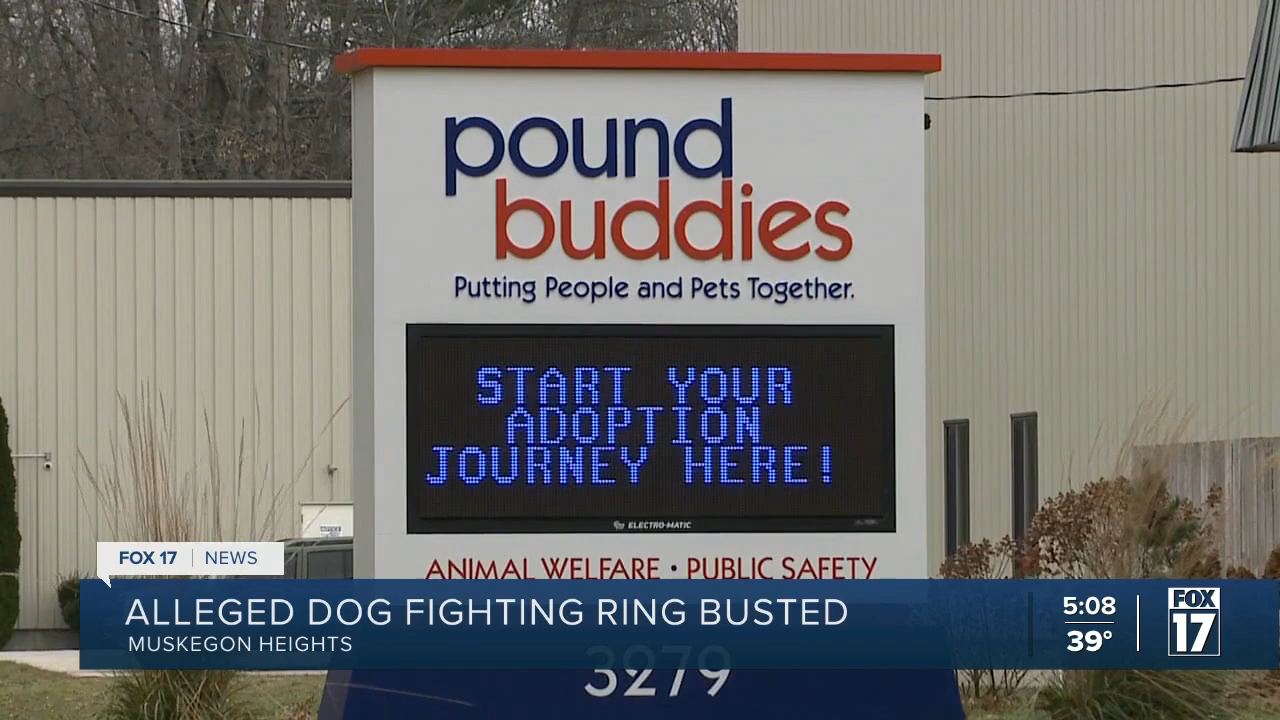 pound
buddies
Putting People and Pets Together.
START YOUR
ADOPTION
JOURNEY HERE!
ELECTRO-MATIC
NOTICE
ANIMAL WELFARE • PUBLIC SAFETY
FOX 17 | NEWS
ALLEGED DOG FIGHTING RING BUSTED
MUSKEGON HEIGHTS
5:08
39°
FOX
17
3279